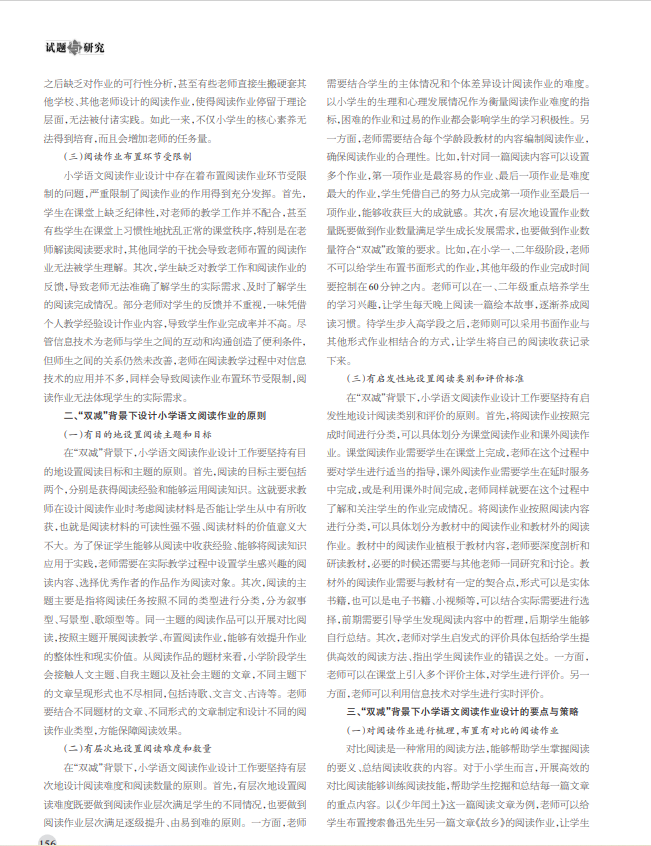 试题与研究
之后缺乏对作业的可行性分析,甚至有些老师直接生搬硬套其
他学校、其他老师设计的阅读作业,使得阅读作业停留于理论
层面,无法被付诸实践。如此一来,不仅小学生的核心素养无
法得到培育,而且会增加老师的任务量。
(三)阅读作业布置环节受限制
小学语文阅读作业设计中存在着布置阅读作业环节受限
制的问题,严重限制了阅读作业的作用得到充分发挥。首先,
学生在课堂上缺乏纪律性,对老师的教学工作并不配合,甚至
有些学生在课堂上习惯性地扰乱正常的课堂秩序,特别是在老
师解读阅读要求时,其他同学的干扰会导致老师布置的阅读作
业无法被学生理解。其次,学生缺乏对教学工作和阅读作业的
反馈,导致老师无法准确了解学生的实际需求、及时了解学生
的阅读完成情况。部分老师对学生的反馈并不重视,一味凭借
个人教学经验设计作业内容,导致学生作业完成率并不高。尽
管信息技术为老师与学生之间的互动和沟通创造了便利条件,
但师生之间的关系仍然未改善,老师在阅读教学过程中对信息
技术的应用并不多,同样会导致阅读作业布置环节受限制,阅
读作业无法体现学生的实际需求。
二、“双减”背景下设计小学语文阅读作业的原则
(一)有目的地设置阅读主题和目标
在“双减”背景下,小学语文阅读作业设计工作要坚持有目
的地设置阅读目标和主题的原则。首先,阅读的目标主要包括
两个,分别是获得阅读经验和能够运用阅读知识。这就要求教
师在设计阅读作业时考虑阅读材料是否能让学生从中有所收
获,也就是阅读材料的可读性强不强、阅读材料的价值意义大
不大。为了保证学生能够从阅读中收获经验、能够将阅读知识
应用于实践,老师需要在实际教学过程中设置学生感兴趣的阅
读内容、选择优秀作者的作品作为阅读对象。其次,阅读的主
题主要是指将阅读任务按照不同的类型进行分类,分为叙事
型、写景型、歌颂型等。同一主题的阅读作品可以开展对比阅
读,按照主题开展阅读教学、布置阅读作业,能够有效提升作业
的整体性和现实价值。从阅读作品的题材来看,小学阶段学生
会接触人文主题、自我主题以及社会主题的文章,不同主题下
的文章呈现形式也不尽相同,包括诗歌、文言文、古诗等。老师
要结合不同题材的文章、不同形式的文章制定和设计不同的阅
读作业类型,方能保障阅读效果。
(二)有层次地设置阅读难度和数量
在“双减”背景下,小学语文阅读作业设计工作要坚持有层
次地设计阅读难度和阅读数量的原则。首先,有层次地设置阅
读难度既要做到阅读作业层次满足学生的不同情况,也要做到
阅读作业层次满足逐级提升、由易到难的原则。一方面,老师
156
需要结合学生的主体情况和个体差异设计阅读作业的难度。
以小学生的生理和心理发展情况作为衡量阅读作业难度的指
标,困难的作业和过易的作业都会影响学生的学习积极性。另
一方面,老师需要结合每个学龄段教材的内容编制阅读作业,
确保阅读作业的合理性。比如,针对同一篇阅读内容可以设置
多个作业,第一项作业是最容易的作业、最后一项作业是难度
最大的作业,学生凭借自己的努力从完成第一项作业至最后一
项作业,能够收获巨大的成就感。其次,有层次地设置作业数
量既要做到作业数量满足学生成长发展需求,也要做到作业数
量符合“双减”政策的要求。比如,在小学一、二年级阶段,老师
不可以给学生布置书面形式的作业,其他年级的作业完成时间
要控制在60分钟之内。老师可以在一、二年级重点培养学生
的学习兴趣,让学生每天晚上阅读一篇绘本故事,逐渐养成阅
读习惯。待学生步入高学段之后,老师则可以采用书面作业与
其他形式作业相结合的方式,让学生将自己的阅读收获记录
下来。
(三)有启发性地设置阅读类别和评价标准
在“双减”背景下,小学语文阅读作业设计工作要坚持有启
发性地设计阅读类别和评价的原则。首先,将阅读作业按照完
成时间进行分类,可以具体划分为课堂阅读作业和课外阅读作
业。课堂阅读作业需要学生在课堂上完成,老师在这个过程中
要对学生进行适当的指导,课外阅读作业需要学生在延时服务
中完成,或是利用课外时间完成,老师同样就要在这个过程中
了解和关注学生的作业完成情况。将阅读作业按照阅读内容
进行分类,可以具体划分为教材中的阅读作业和教材外的阅读
作业。教材中的阅读作业植根于教材内容,老师要深度剖析和
研读教材,必要的时候还需要与其他老师一同研究和讨论。教
材外的阅读作业需要与教材有一定的契合点,形式可以是实体
书籍,也可以是电子书籍、小视频等,可以结合实际需要进行选
择,前期需要引导学生发现阅读内容中的哲理,后期学生能够
自行总结。其次,老师对学生启发式的评价具体包括给学生提
供高效的阅读方法、指出学生阅读作业的错误之处。一方面,
老师可以在课堂上引入多个评价主体,对学生进行评价。另一
方面,老师可以利用信息技术对学生进行实时评价。
三、“双减”背景下小学语文阅读作业设计的要点与策略
(一)对阅读作业进行梳理,布置有对比的阅读作业
对比阅读是一种常用的阅读方法,能够帮助学生掌握阅读
的要义、总结阅读收获的内容。对于小学生而言,开展高效的
对比阅读能够训练阅读技能,帮助学生挖掘和总结每一篇文章
的重点内容。以《少年闰土》这一篇阅读文章为例,老师可以给
学生布置搜索鲁迅先生另一篇文章《故乡》的阅读作业,让学生